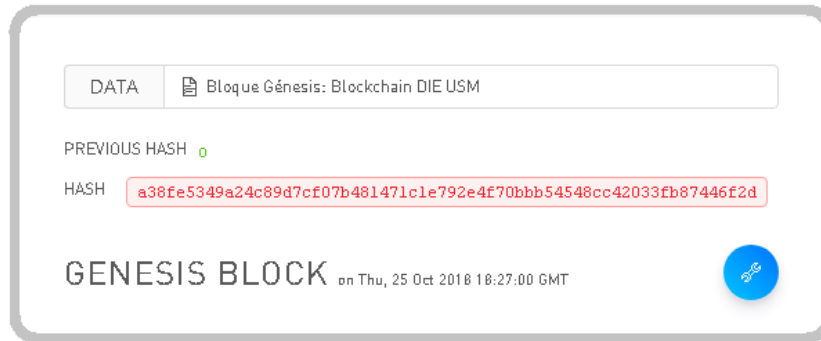 DATA Bloque Génesis: Blockchain DIE USM
PREVIOUS HASH 0
HASH a38fe5349a24c89d7cf07b481471c1e792e4f70bbb54548cc42033fb87446f2d
GENESIS BLOCK on Thu, 25 Oct 2018 18:27:00 GMT